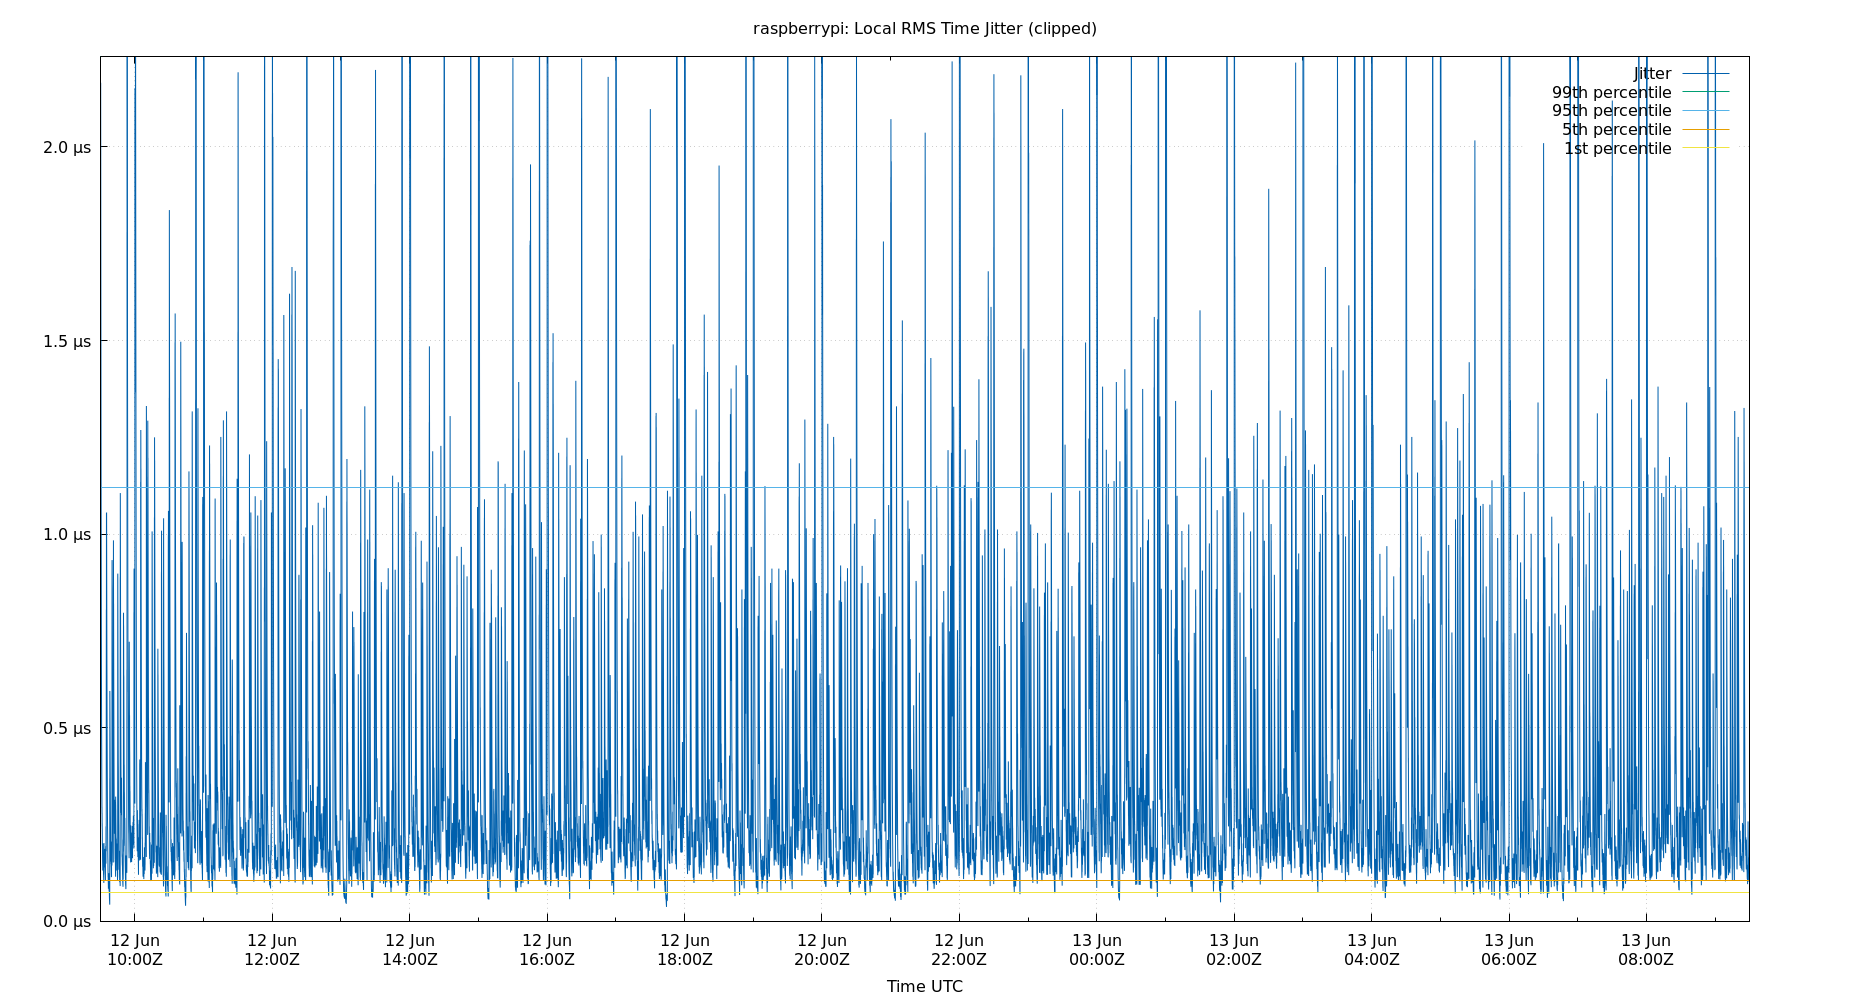 raspberrypi: Local RMS Time Jitter (clipped)
Jitter
99th percentile
95th percentile
5th percentile
1st percentile
2.0 µs
1.5 µs
1.0 µs
0.5 µs
0.0 µs
12 Jun 12 Jun 12 Jun 12 Jun 12 Jun 12 Jun 12 Jun 13 Jun 13 Jun 13 Jun 13 Jun 13 Jun
10:00Z 12:00Z 14:00Z 16:00Z 18:00Z 20:00Z 22:00Z 00:00Z 02:00Z 04:00Z 06:00Z 08:00Z
Time UTC